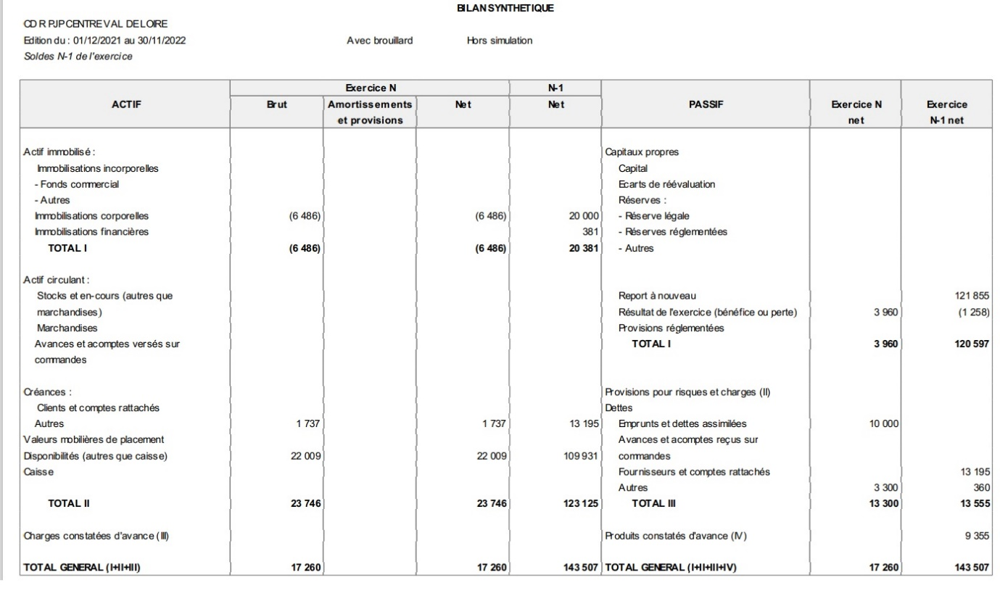 BILAN SYNTHETIQUE
CD R PJP CENTRE VAL DE LOIRE
Edition du : 01/12/2021 au 30/11/2022 Avec brouillard Hors simulation
Soldes N-1 de l'exercice
Exercice N N-1
ACTIF Brut Amortissements Net Net PASSIF Exercice N Exercice
et provisions net N-1 net
Actif immobilisé : Capitaux propres
Immobilisations incorporelles Capital
- Fonds commercial Ecarts de réévaluation
- Autres Réserves :
Immobilisations corporelles (6 486) (6 486) 20 000 - Réserve légale
Immobilisations financières 381 - Réserves réglementées
TOTAL I (6 486) (6 486) 20 381 - Autres
Actif circulant :
Stocks et en-cours (autres que Report à nouveau 121 855
marchandises) Résultat de l'exercice (bénéfice ou perte) 3 960 (1 258)
Marchandises Provisions réglementées
Avances et acomptes versés sur TOTAL I 3 960 120 597
commandes
Créances : Provisions pour risques et charges (II)
Clients et comptes rattachés Dettes
Autres 1 737 1 737 13 195 Emprunts et dettes assimilées 10 000
Valeurs mobilières de placement Avances et acomptes reçus sur
Disponibilités (autres que caisse) 22 009 22 009 109 931 commandes
Caisse Fournisseurs et comptes rattachés 13 195
Autres 3 300 360
TOTAL II 23 746 23 746 123 125 TOTAL III 13 300 13 555
Charges constatées d'avance (III) Produits constatés d'avance (IV) 9 355
TOTAL GENERAL (I+II+III) 17 260 17 260 143 507 TOTAL GENERAL (I+II+III+IV) 17 260 143 507